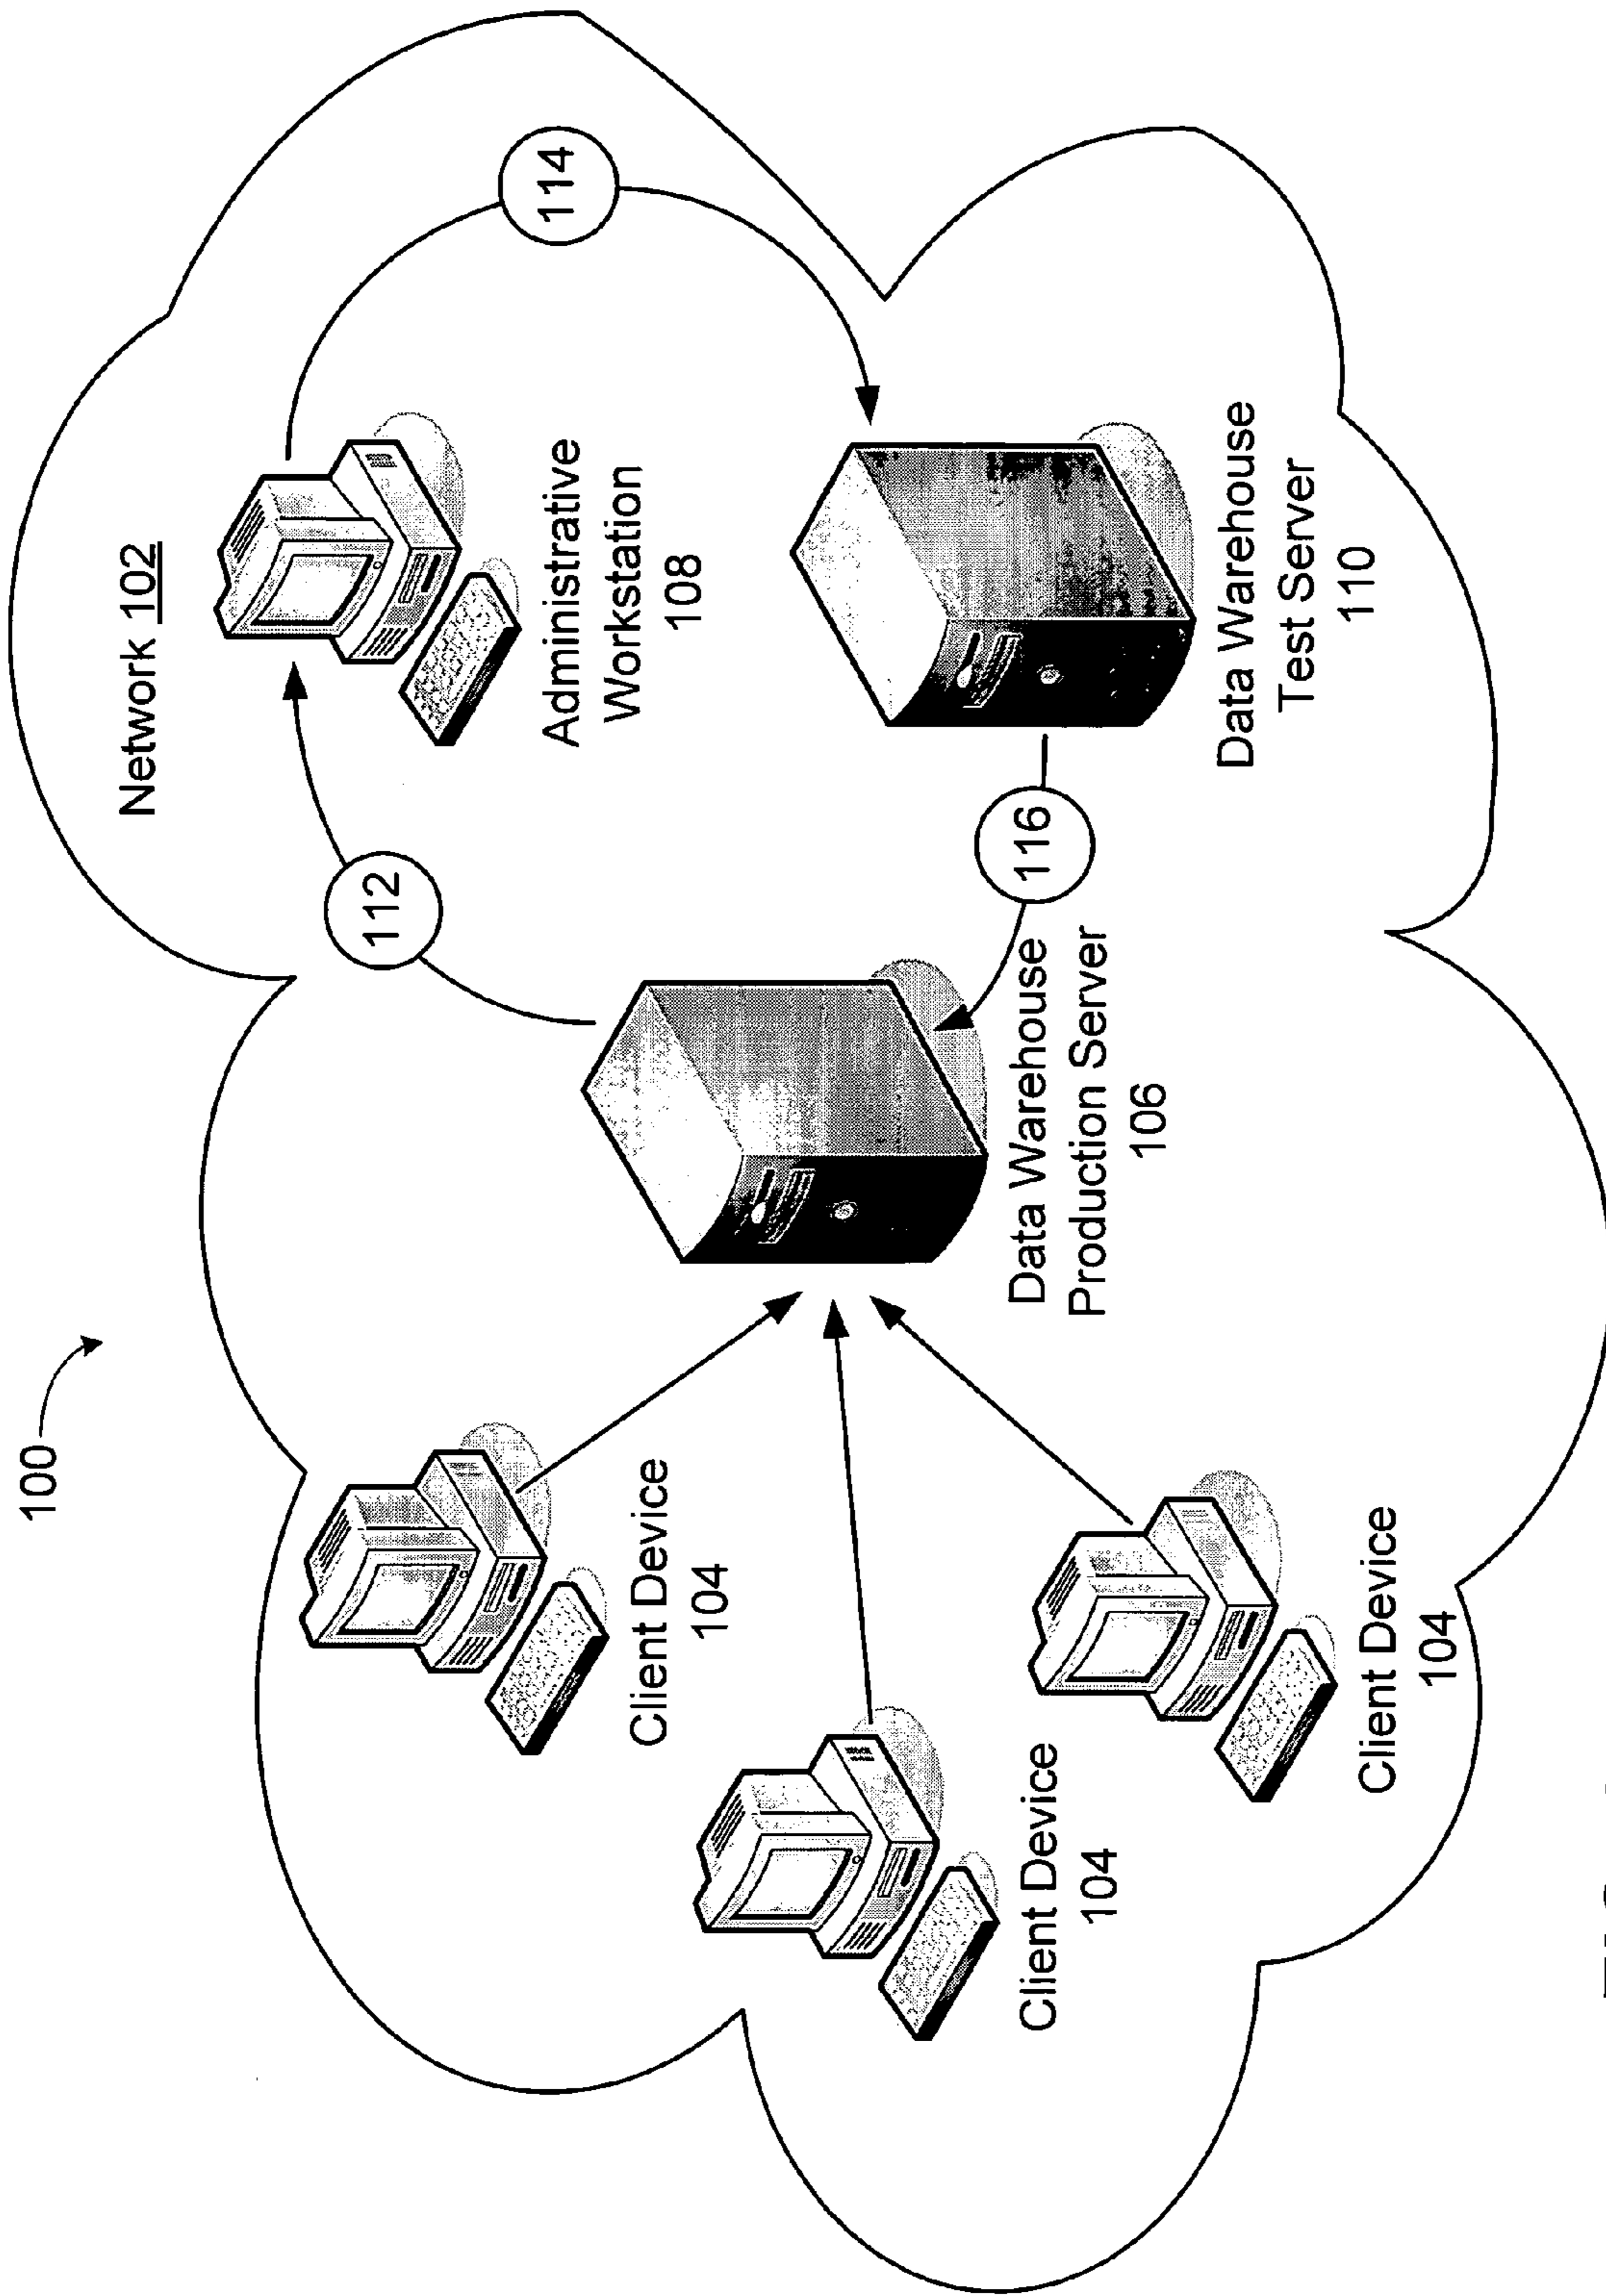 100
Network 102
112
114
Administrative
Workstation
108
Client Device
104
Client Device
104
Client Device
104
Data Warehouse
Production Server
106
116
Data Warehouse
Test Server
110